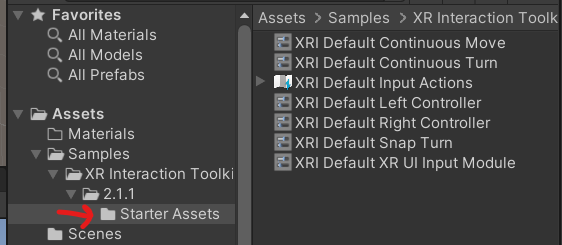 Favorites
All Materials
All Models
All Prefabs
Assets
Materials
Samples
XR Interaction Toolki
2.1.1
Starter Assets
Scenes
Assets > Samples > XR Interaction Toolk
XRI Default Continuous Move
XRI Default Continuous Turn
XRI Default Input Actions
XRI Default Left Controller
XRI Default Right Controller
XRI Default Snap Turn
XRI Default XR UI Input Module